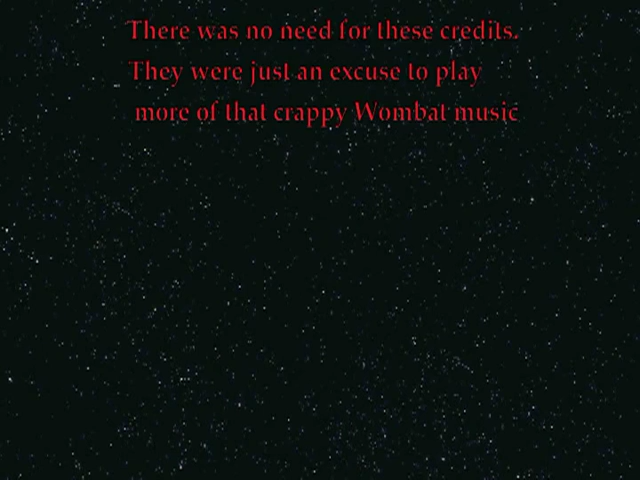 There was no need for these credits.
They were just an excuse to play
more of that crappy Wombat music